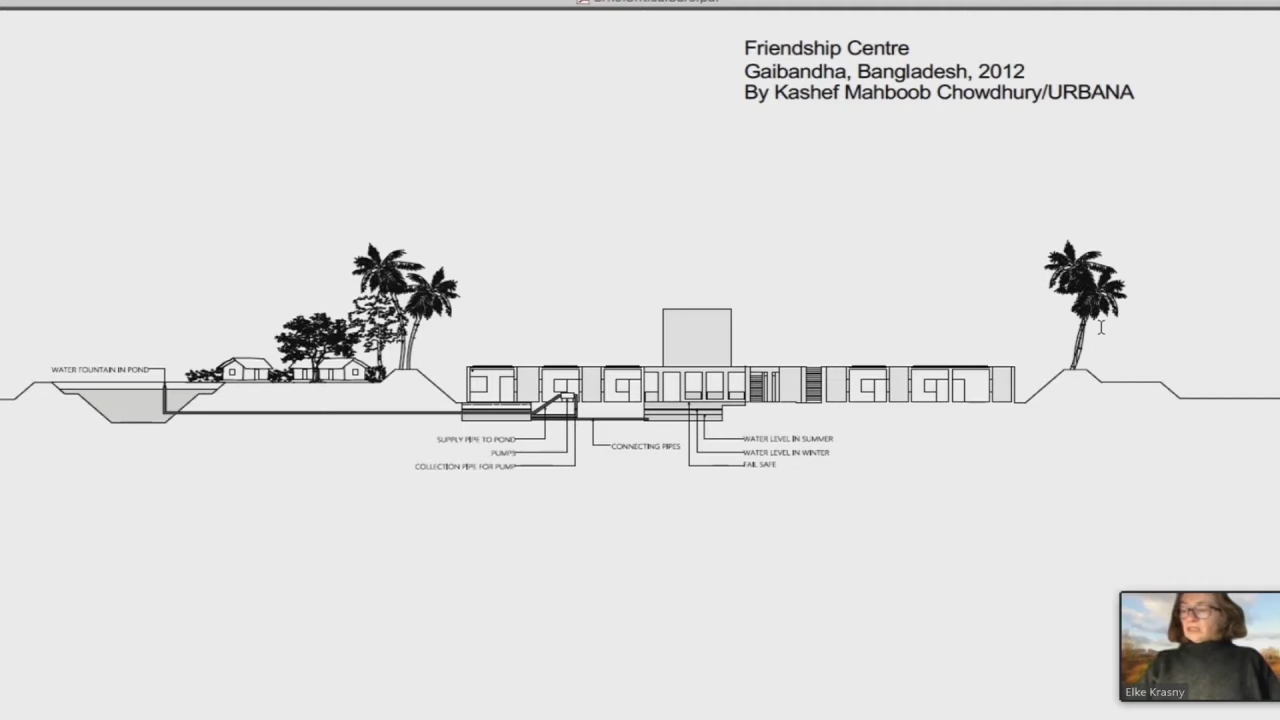 Friendship Centre
Gaibandha, Bangladesh, 2012
By Kashef Mahboob Chowdhury/URBANA
WATER FOUNTAIN IN POND
SUPPLY PIPE TO POND
PUMPS
COLLECTION PIPE FOR PUMP
CONNECTING PIPES
WATER LEVEL IN SUMMER
WATER LEVEL IN WINTER
FAIL SAFE
Elke Krasny